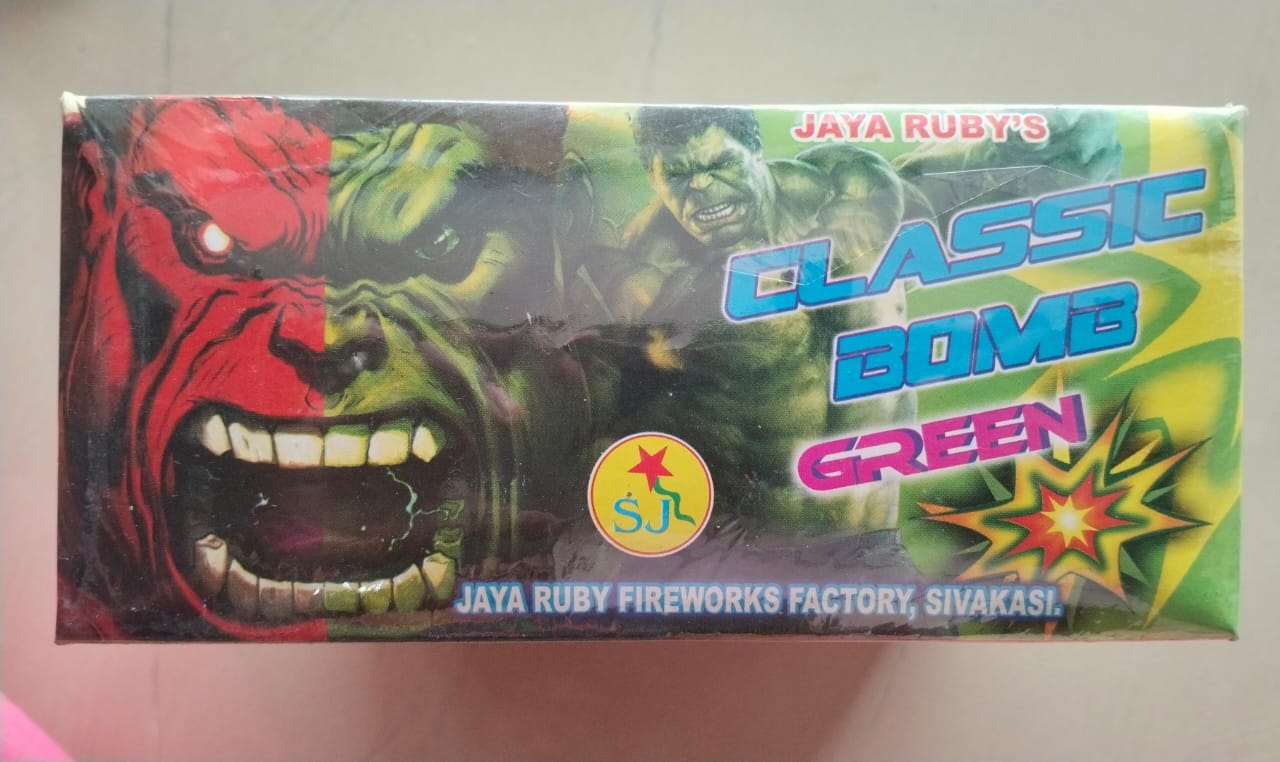 JAYA RUBY'S
CLASSIC
BOMB
GREEN
SJ
JAYA RUBY FIREWORKS FACTORY, SIVAKASI.